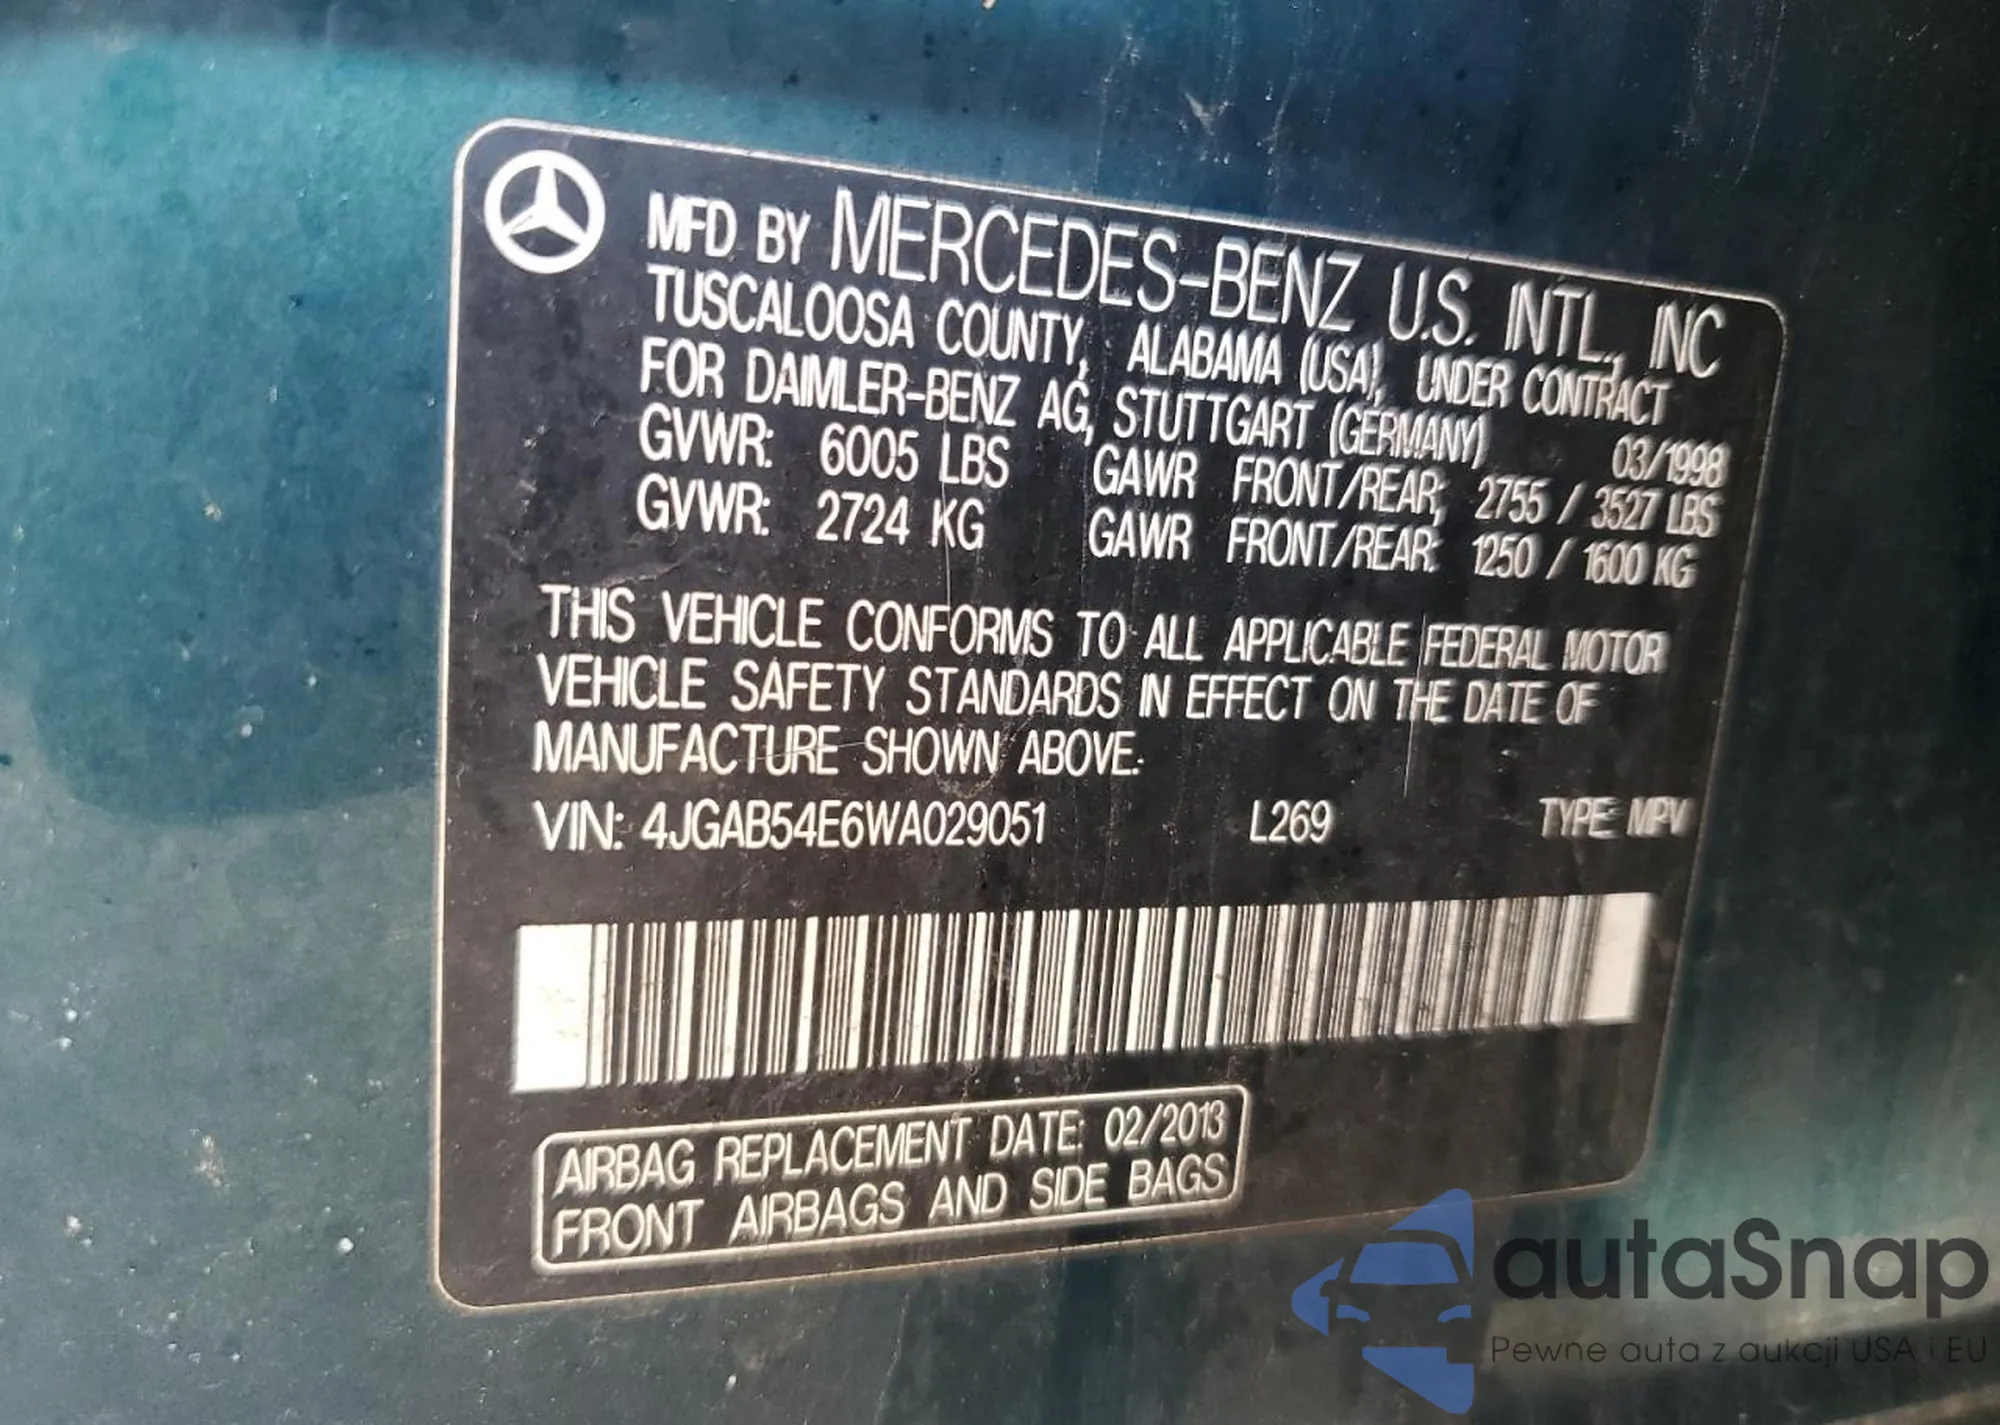 MFD BY MERCEDES-BENZ U.S. INTL., INC
TUSCALOOSA COUNTY, ALABAMA (USA), UNDER CONTRACT
FOR DAIMLER-BENZ AG, STUTTGART (GERMANY) 03/1998
GVWR: 6005 LBS GAWR FRONT/REAR; 2755 / 3527 LBS
GVWR: 2724 KG GAWR FRONT/REAR: 1250 / 1600 KG
THIS VEHICLE CONFORMS TO ALL APPLICABLE FEDERAL MOTOR
VEHICLE SAFETY STANDARDS IN EFFECT ON THE DATE OF
MANUFACTURE SHOWN ABOVE.
VIN: 4JGAB54E6WA029051 L269 TYPE: MPV
AIRBAG REPLACEMENT DATE: 02/2013
FRONT AIRBAGS AND SIDE BAGS
autaSnap
Pewne auta z aukcji USA i EU